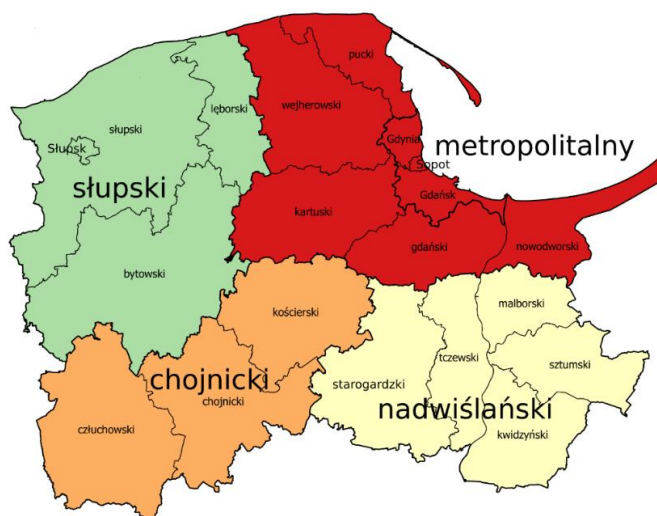 pucki
lęborski
wejherowski
słupski
Słupsk
Gdynia
metropolitalny
Sopot
słupski
Gdańsk
kartuski
gdański
nowodworski
bytowski
malborski
kościerski
tczewski
sztumski
chojnicki
starogardzki
chojnicki
nadwiślański
człuchowski
kwidzyński